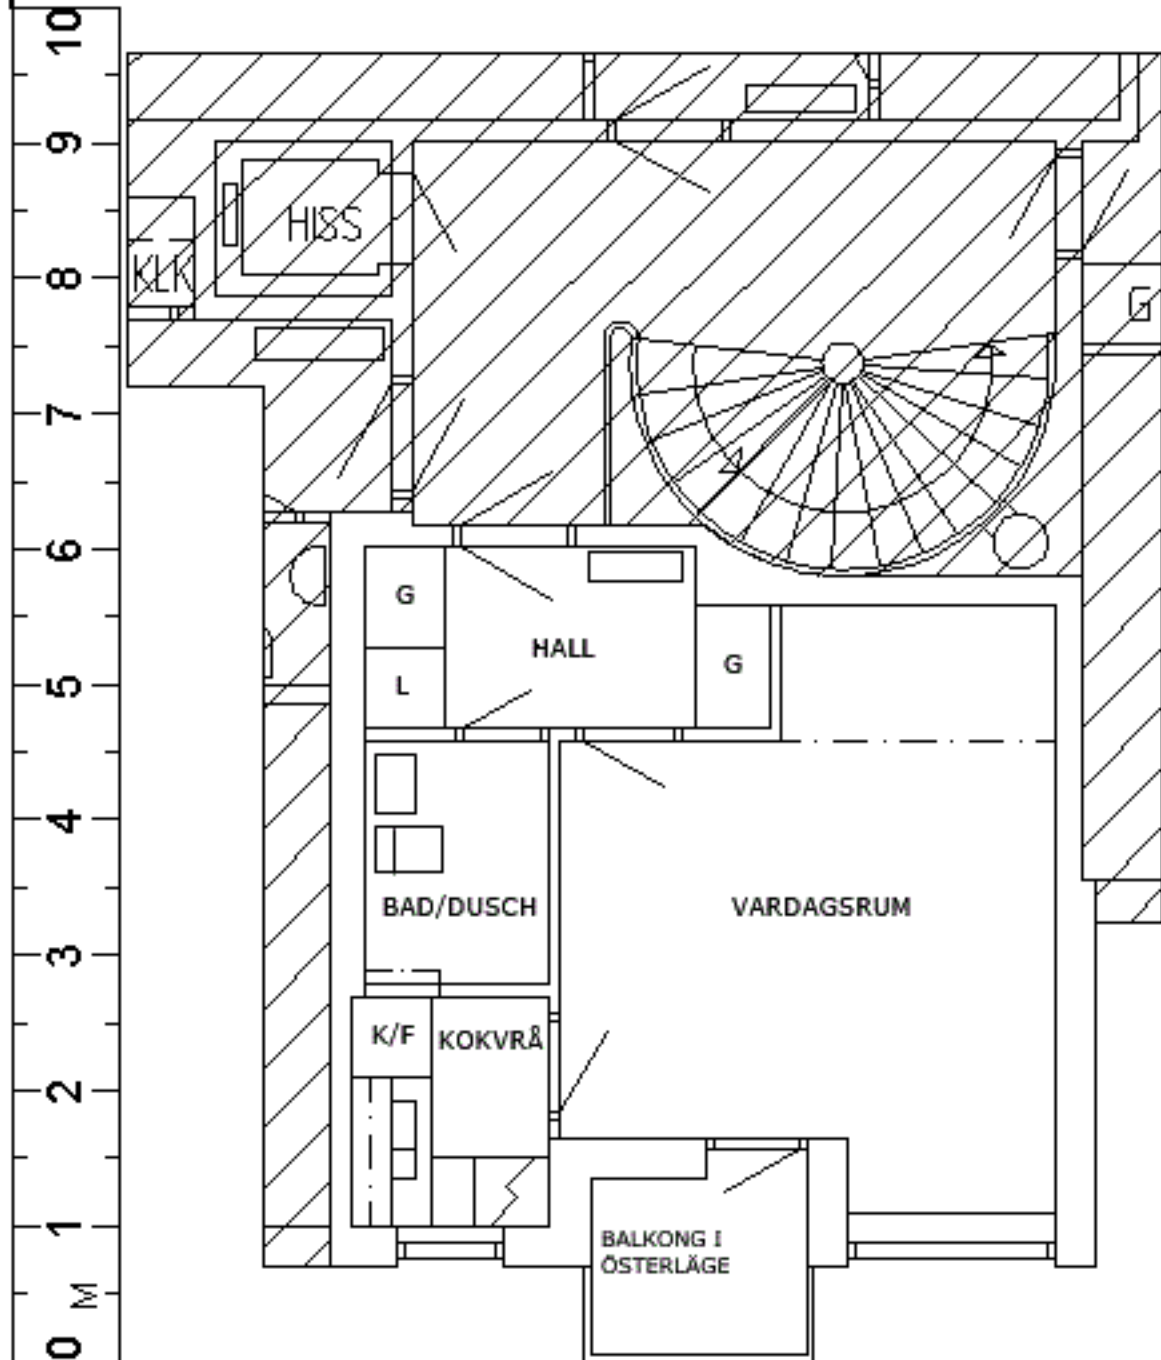 10
9
HISS
KLK
8
G
7
6
G
HALL
G
5
L
4
BAD/DUSCH
VARDAGSRUM
3
K/F
KOKVRÅ
2
1
BALKONG I
ÖSTERLÄGE
M
0